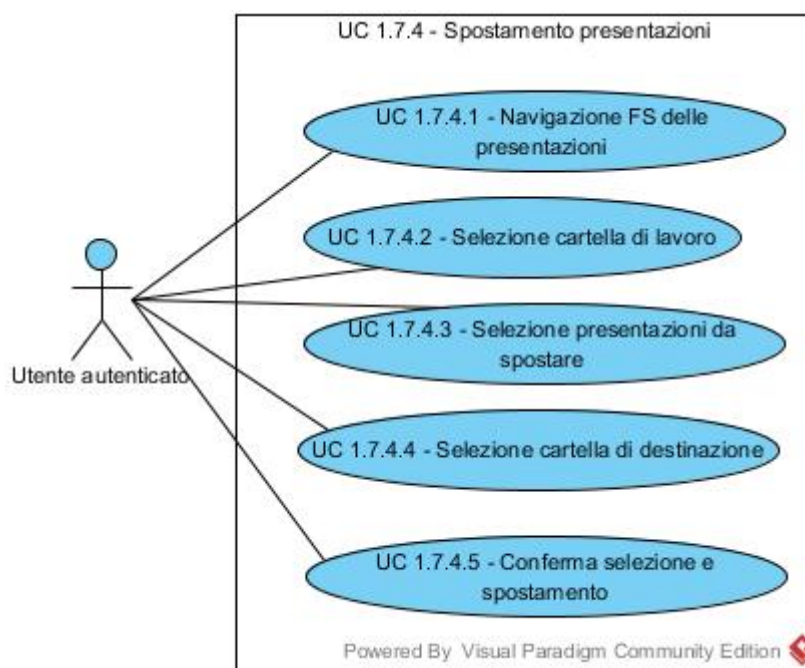 UC 1.7.4 - Spostamento presentazioni
UC 1.7.4.1 - Navigazione FS delle
presentazioni
UC 1.7.4.2 - Selezione cartella di lavoro
UC 1.7.4.3 - Selezione presentazioni da
spostare
Utente autenticato
UC 1.7.4.4 - Selezione cartella di destinazione
UC 1.7.4.5 - Conferma selezione e
spostamento
Powered By Visual Paradigm Community Edition